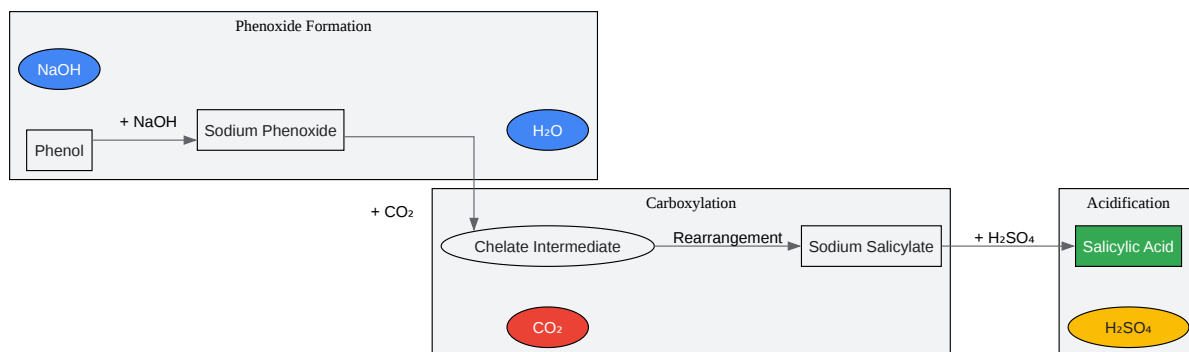 Phenoxide Formation
NaOH
+ NaOH
Phenol
Sodium Phenoxide
H₂O
+ CO₂
Carboxylation
Chelate Intermediate
Rearrangement
Sodium Salicylate
CO₂
+ H₂SO₄
Acidification
Salicylic Acid
H₂SO₄